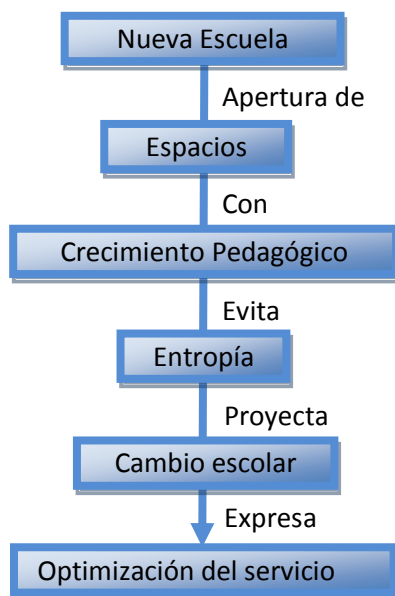 Nueva Escuela
Apertura de
Espacios
Con
Crecimiento Pedagógico
Evita
Entropía
Proyecta
Cambio escolar
Expresa
Optimización del servicio